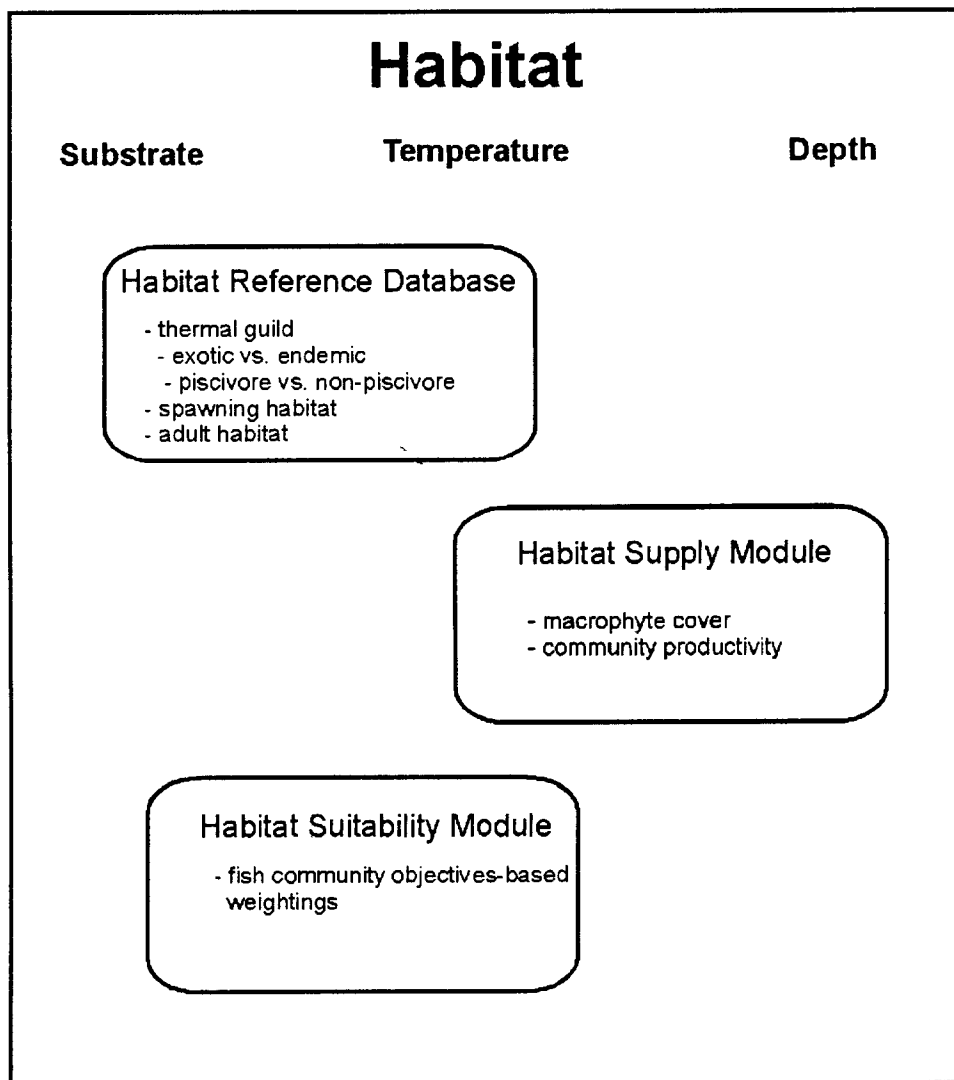 Habitat
Substrate Temperature Depth
Habitat Reference Database
- thermal guild
- exotic vs. endemic
- piscivore vs. non-piscivore
- spawning habitat
- adult habitat
Habitat Supply Module
- macrophyte cover
- community productivity
Habitat Suitability Module
- fish community objectives-based
weightings